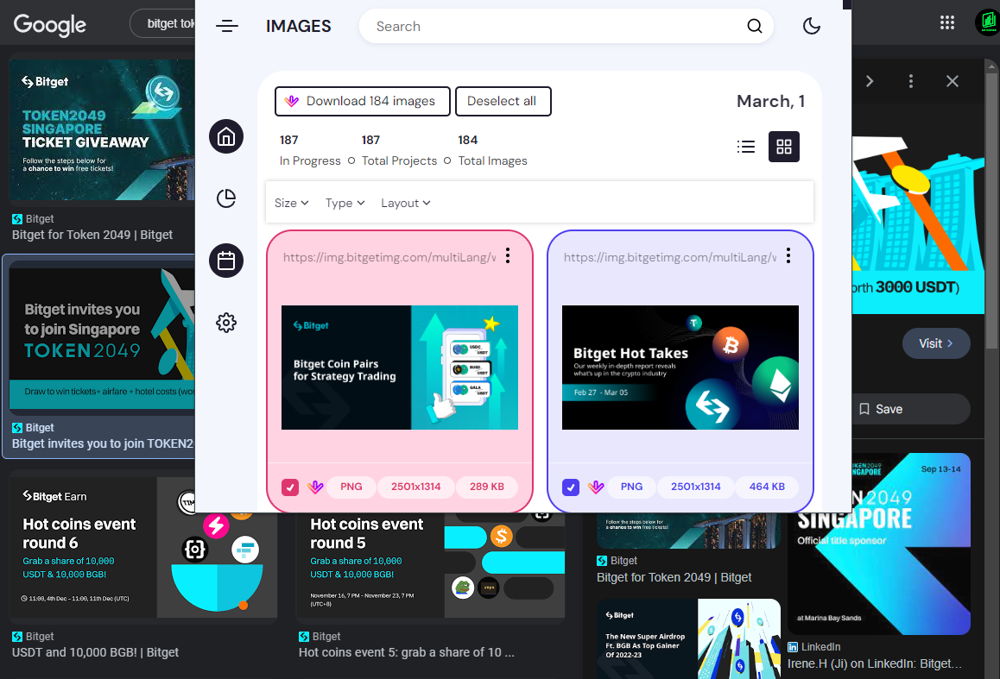 Google
bitget tok
Bitget
TOKEN2049
SINGAPORE
TICKET GIVEAWAY
Follow the steps below for
a chance to win free tickets!
Bitget
Bitget for Token 2049 | Bitget
Bitget invites you
to join Singapore
TOKEN2049
Draw to win tickets+ airfare + hotel costs (wor
Bitget
Bitget invites you to join TOKEN2
Bitget Earn
Hot coins event
round 6
Grab a share of 10,000
USDT & 10,000 BGB!
11:00, 4th Dec - 11:00, 11th Dec (UTC)
Bitget
USDT and 10,000 BGB! | Bitget
IMAGES
Search
Download 184 images
Deselect all
March, 1
187
In Progress
187
Total Projects
184
Total Images
Size
Type
Layout
https://img.bitgetimg.com/multiLang/w
Bitget
Bitget Coin Pairs
for Strategy Trading
USDC
USDT
BUSD
USDT
GALA
USDT
PNG
2501x1314
289 KB
https://img.bitgetimg.com/multiLang/w
Bitget Hot Takes
Our weekly in-depth report reveals
what's up in the crypto industry
Feb 27 - Mar 05
PNG
2501x1314
464 KB
Hot coins event
round 5
Grab a share of 10,000
USDT & 10,000 BGB!
November 16, 7 PM - November 23, 7 PM
(UTC+8)
Bitget
Hot coins event 5: grab a share of 10 ...
orth 3000 USDT)
Visit
Save
Follow the steps below for
a chance to win free tickets!
Bitget
Bitget for Token 2049 | Bitget
Bitget
The New Super Airdrop
Ft. BGB As Top Gainer
Of 2022-23
TOKEN2049
SINGAPORE
Sep 13-14
N2049
SINGAPORE
Official title sponsor
at Marina Bay Sands
LinkedIn
Irene.H (Ji) on LinkedIn: Bitget...